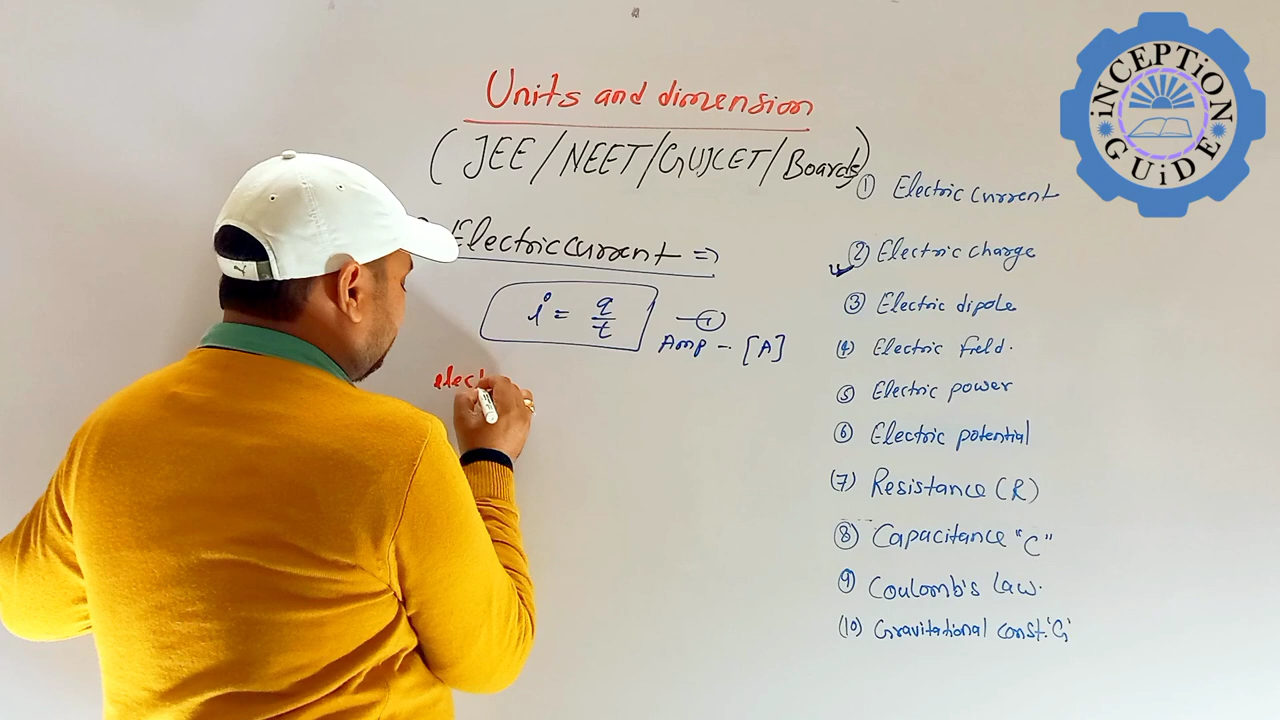 Units and dimension
(JEE/NEET/GUJCET/Boards)
Electric current =>
i = q/t —①
Amp - [A]
elect
① Electric current
② Electric charge
③ Electric dipole
(4) Electric field.
⑤ Electric power
⑥ Electric potential
(7) Resistance (R)
⑧ Capacitance "C"
⑨ Coulomb's Law.
(10) Gravitational const. 'G'
iNCEPTiON
GUiDE